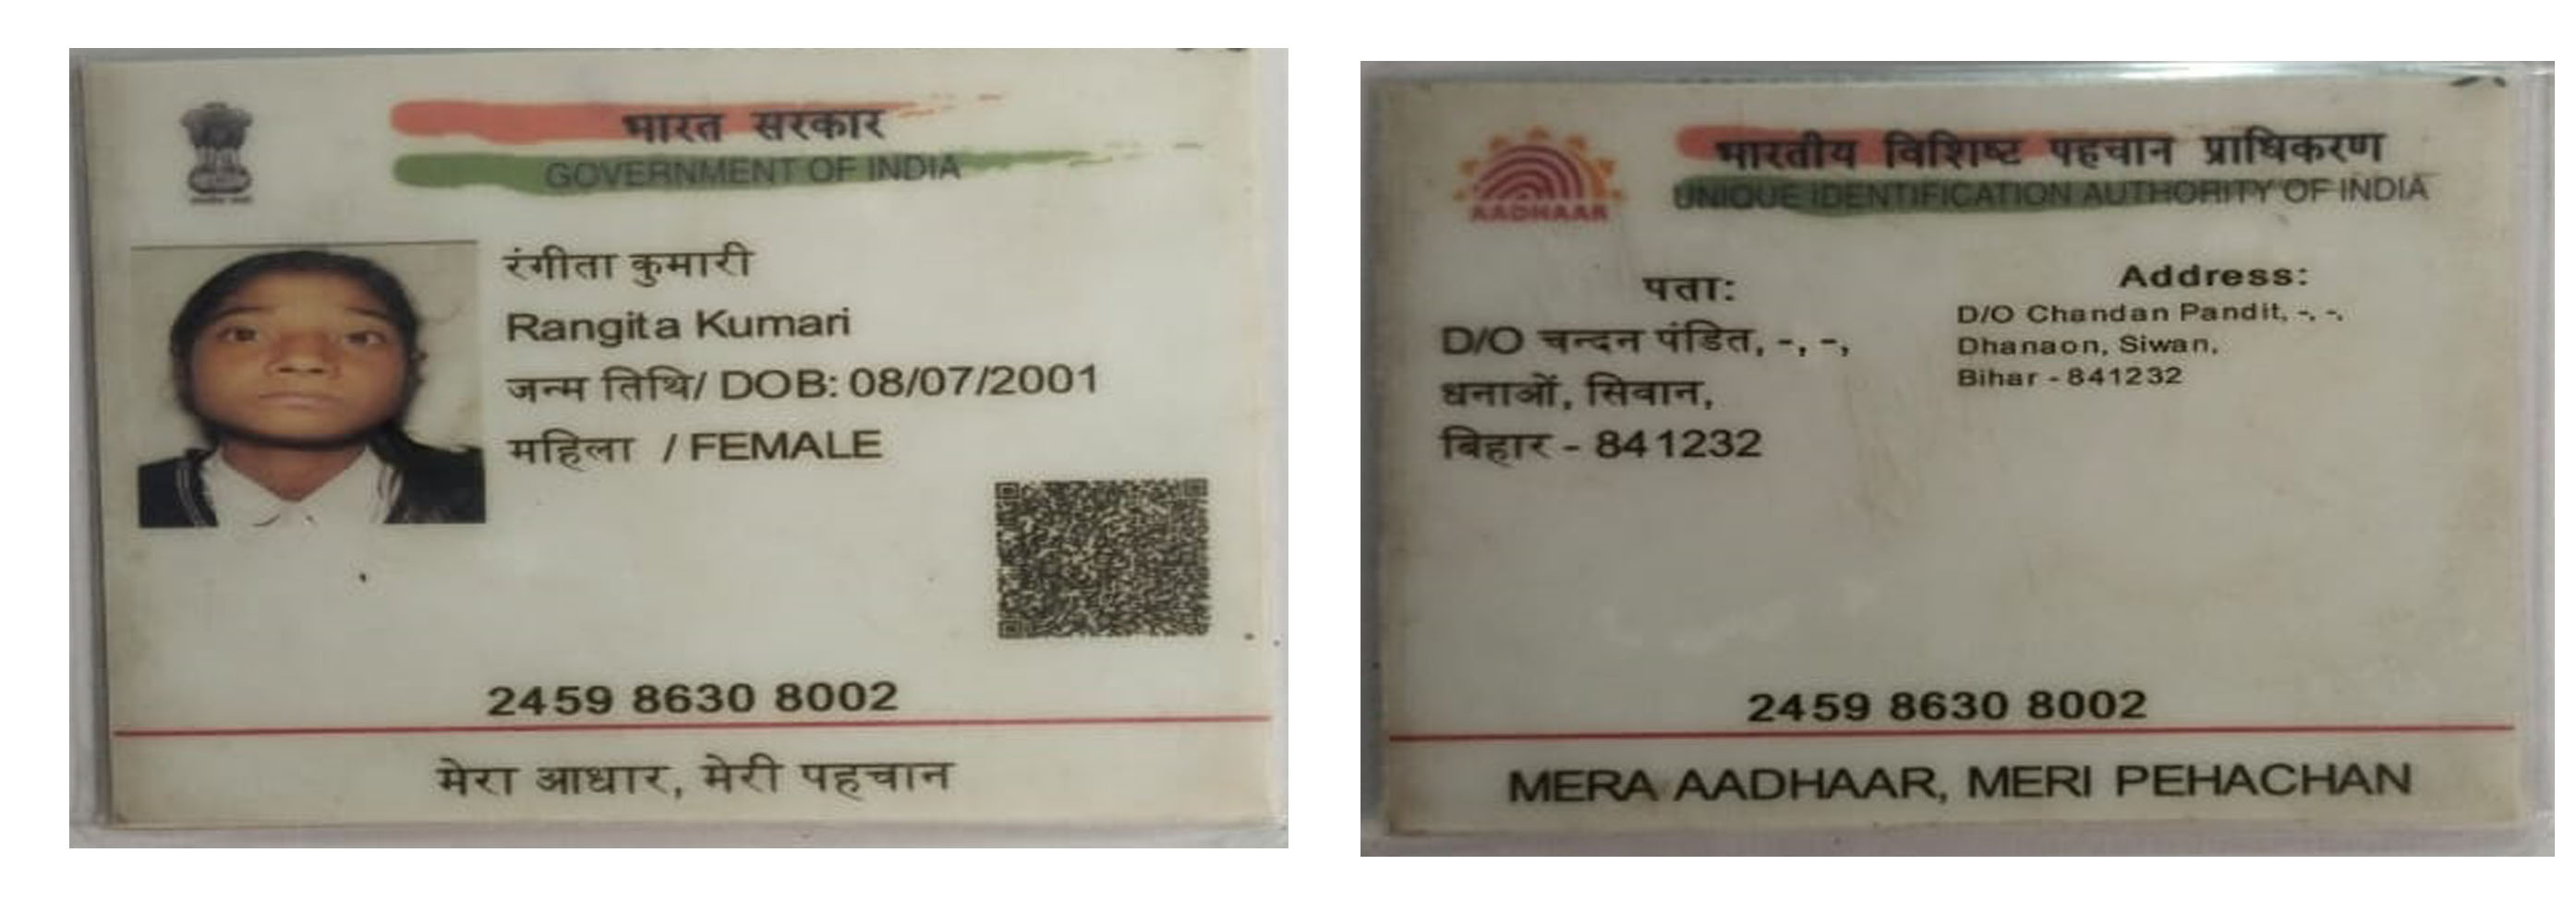 भारत सरकार
GOVERNMENT OF INDIA
रंगीता कुमारी
Rangita Kumari
जन्म तिथि/ DOB: 08/07/2001
महिला / FEMALE
2459 8630 8002
मेरा आधार, मेरी पहचान
भारतीय विशिष्ट पहचान प्राधिकरण
UNIQUE IDENTIFICATION AUTHORITY OF INDIA
AADHAAR
पता:
D/O चन्दन पंडित, -, -,
धनाओं, सिवान,
बिहार - 841232
Address:
D/O Chandan Pandit, -, -,
Dhanaon, Siwan,
Bihar - 841232
2459 8630 8002
MERA AADHAAR, MERI PEHACHAN